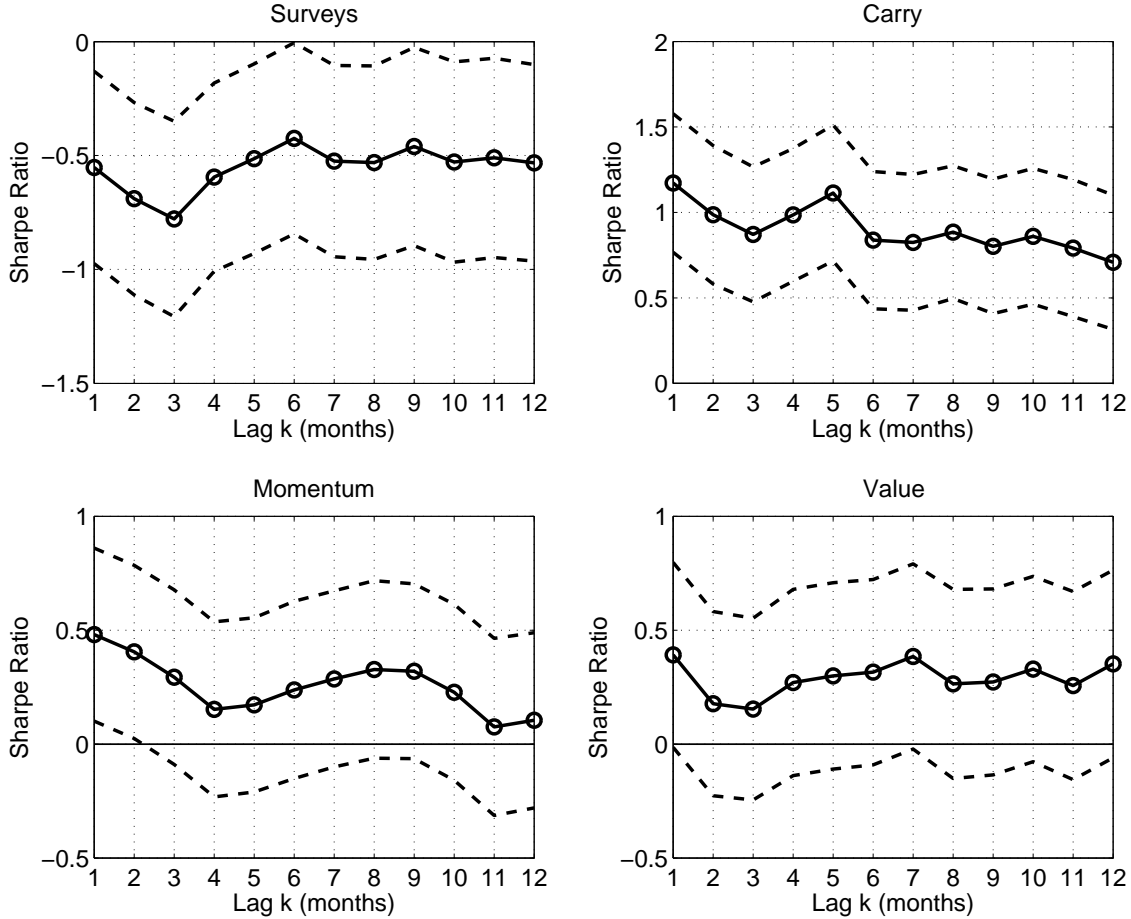 Surveys
0
−0.5
−1
−1.5
Sharpe Ratio
1 2 3 4 5 6 7 8 9 10 11 12
Lag k (months)
Carry
2
1.5
1
0.5
0
Sharpe Ratio
1 2 3 4 5 6 7 8 9 10 11 12
Lag k (months)
Momentum
1
0.5
0
−0.5
Sharpe Ratio
1 2 3 4 5 6 7 8 9 10 11 12
Lag k (months)
Value
1
0.5
0
−0.5
Sharpe Ratio
1 2 3 4 5 6 7 8 9 10 11 12
Lag k (months)